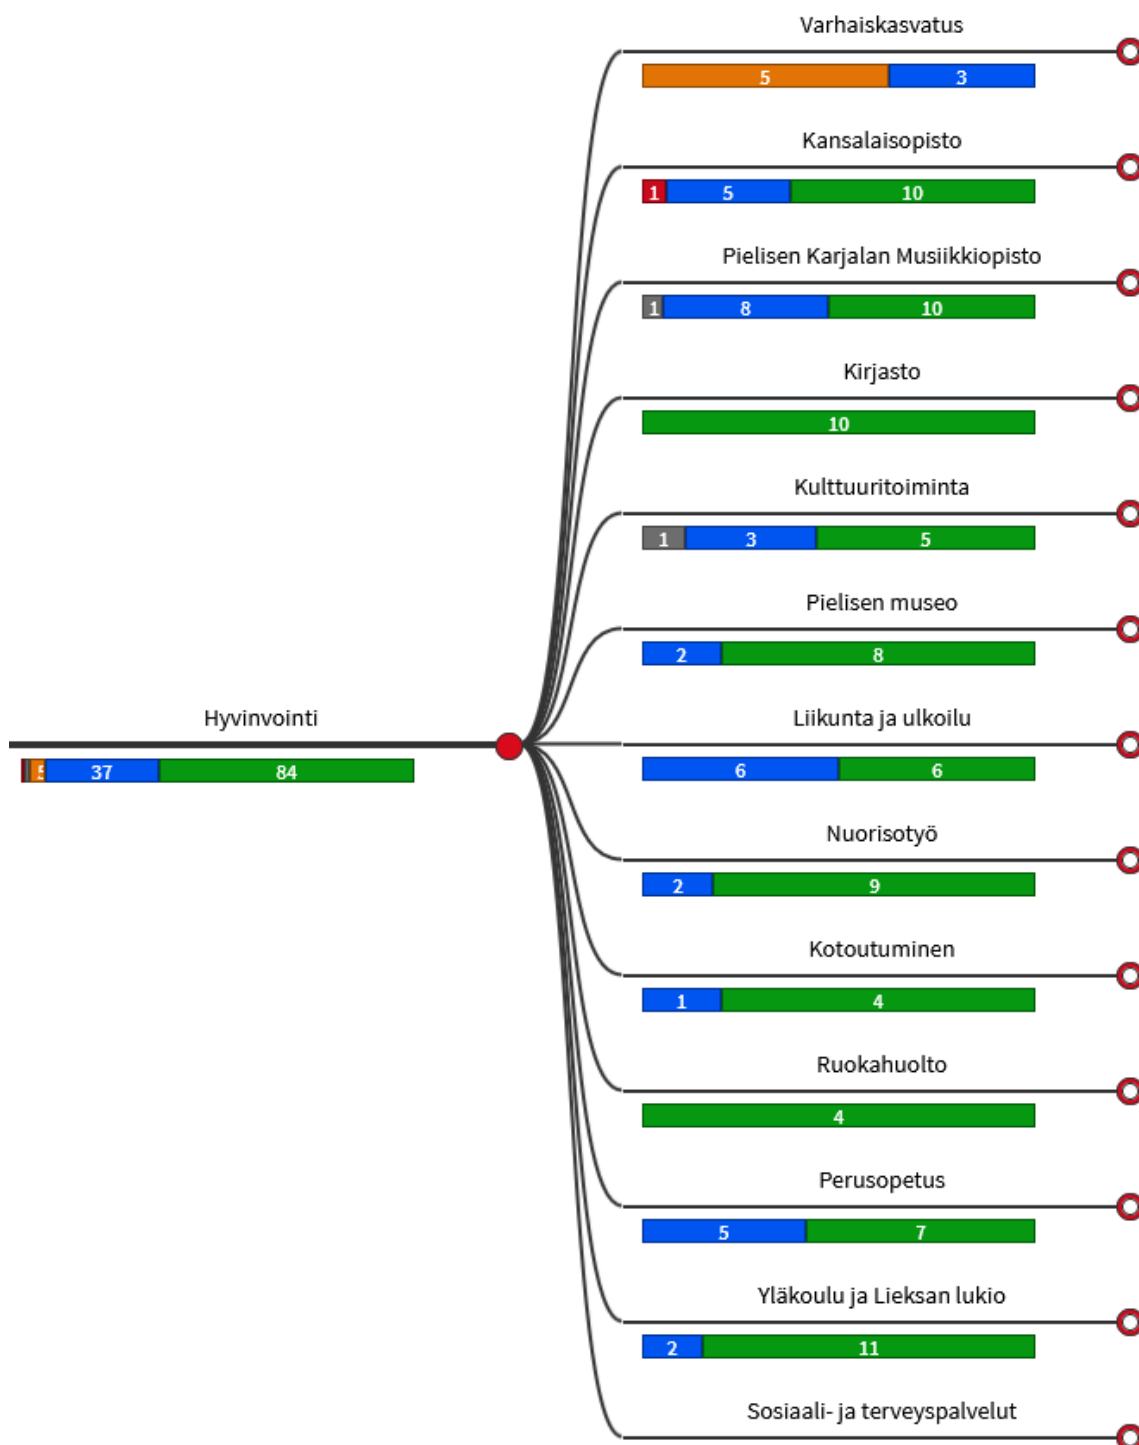 Varhaiskasvatus
5 3
Kansalaisopisto
1 5 10
Pielisen Karjalan Musiikkiopisto
1 8 10
Kirjasto
10
Kulttuuritoiminta
1 3 5
Pielisen museo
2 8
Hyvinvointi
5 37 84
Liikunta ja ulkoilu
6 6
Nuorisotyö
2 9
Kotoutuminen
1 4
Ruokahuolto
4
Perusopetus
5 7
Yläkoulu ja Lieksan lukio
2 11
Sosiaali- ja terveyspalvelut